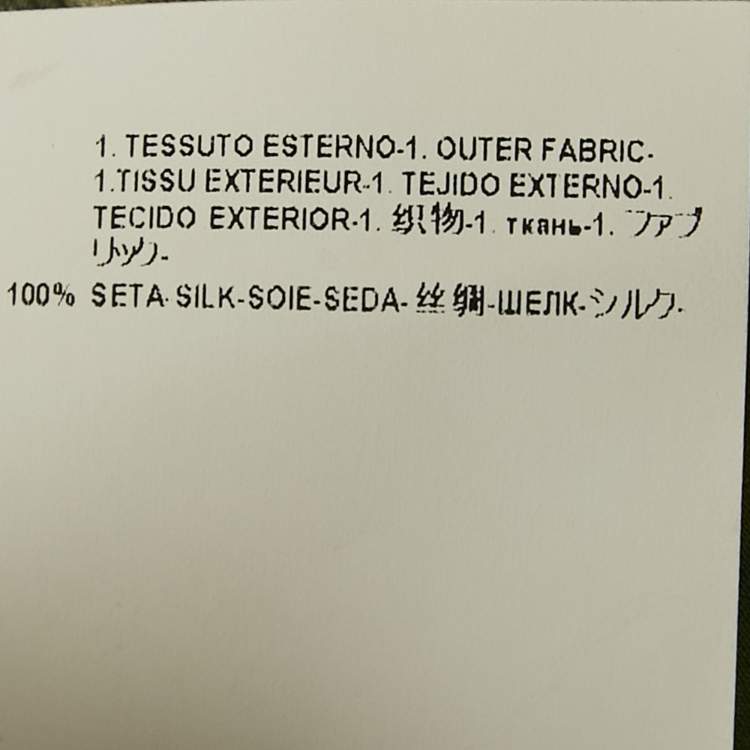 1. TESSUTO ESTERNO-1. OUTER FABRIC-
1.TISSU EXTERIEUR-1. TEJIDO EXTERNO-1.
TECIDO EXTERIOR-1. 织物-1. ткань-1. ファブ
リック-
100% SETA-SILK-SOIE-SEDA-丝绸-ШЕЛК-シルク-